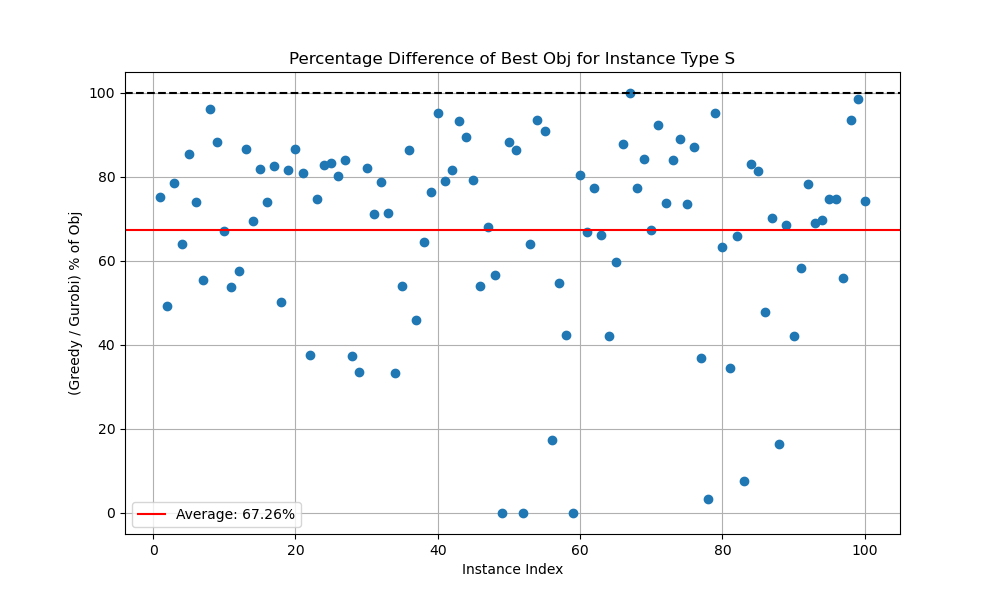 Percentage Difference of Best Obj for Instance Type S
100
80
60
40
20
0
(Greedy / Gurobi) % of Obj
Average: 67.26%
0 20 40 60 80 100
Instance Index